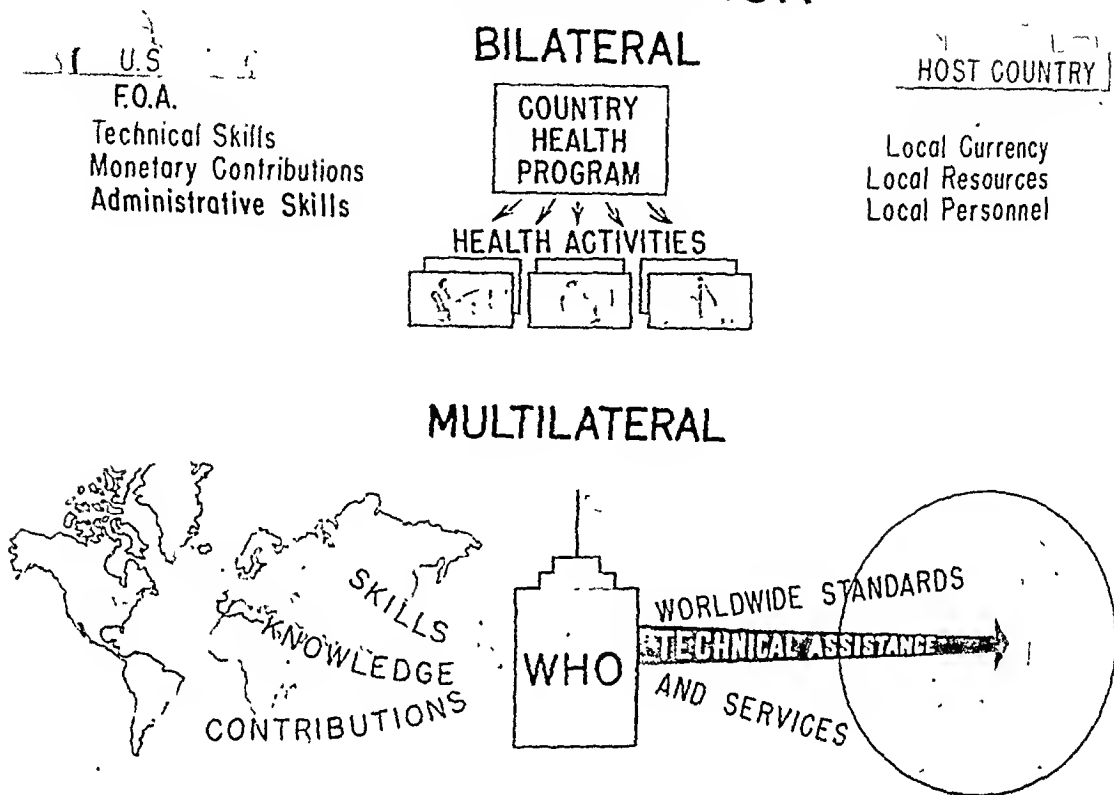 BILATERAL
U.S
F.O.A.
Technical Skills
Monetary Contributions
Administrative Skills
COUNTRY
HEALTH
PROGRAM
HEALTH ACTIVITIES
HOST COUNTRY
Local Currency
Local Resources
Local Personnel
MULTILATERAL
SKILLS
KNOWLEDGE
CONTRIBUTIONS
WHO
WORLDWIDE STANDARDS
TECHNICAL ASSISTANCE
AND SERVICES